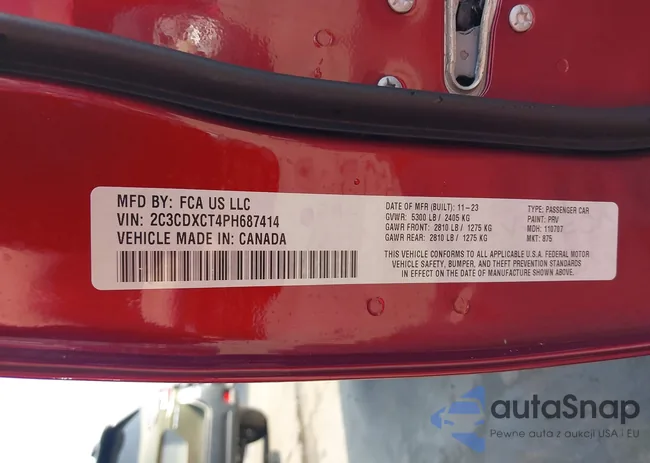 MFD BY: FCA US LLC
VIN: 2C3CDXCT4PH687414
VEHICLE MADE IN: CANADA
DATE OF MFR (BUILT): 11-23
GVWR: 5300 LB / 2405 KG
GAWR FRONT: 2810 LB / 1275 KG
GAWR REAR: 2810 LB / 1275 KG
TYPE: PASSENGER CAR
PAINT: PRV
MDH: 110707
MKT: 875
THIS VEHICLE CONFORMS TO ALL APPLICABLE U.S.A. FEDERAL MOTOR
VEHICLE SAFETY, BUMPER, AND THEFT PREVENTION STANDARDS
IN EFFECT ON THE DATE OF MANUFACTURE SHOWN ABOVE.
autaSnap
Pewne auta z aukcji USA i EU